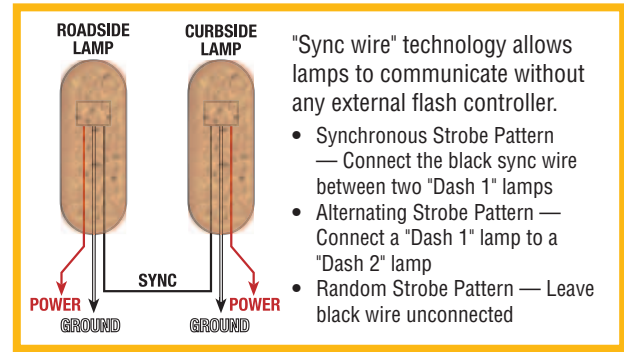 ROADSIDE
LAMP
CURBSIDE
LAMP
SYNC
POWER
POWER
GROUND
GROUND
"Sync wire" technology allows
lamps to communicate without
any external flash controller.
• Synchronous Strobe Pattern
— Connect the black sync wire
between two "Dash 1" lamps
• Alternating Strobe Pattern —
Connect a "Dash 1" lamp to a
"Dash 2" lamp
• Random Strobe Pattern — Leave
black wire unconnected